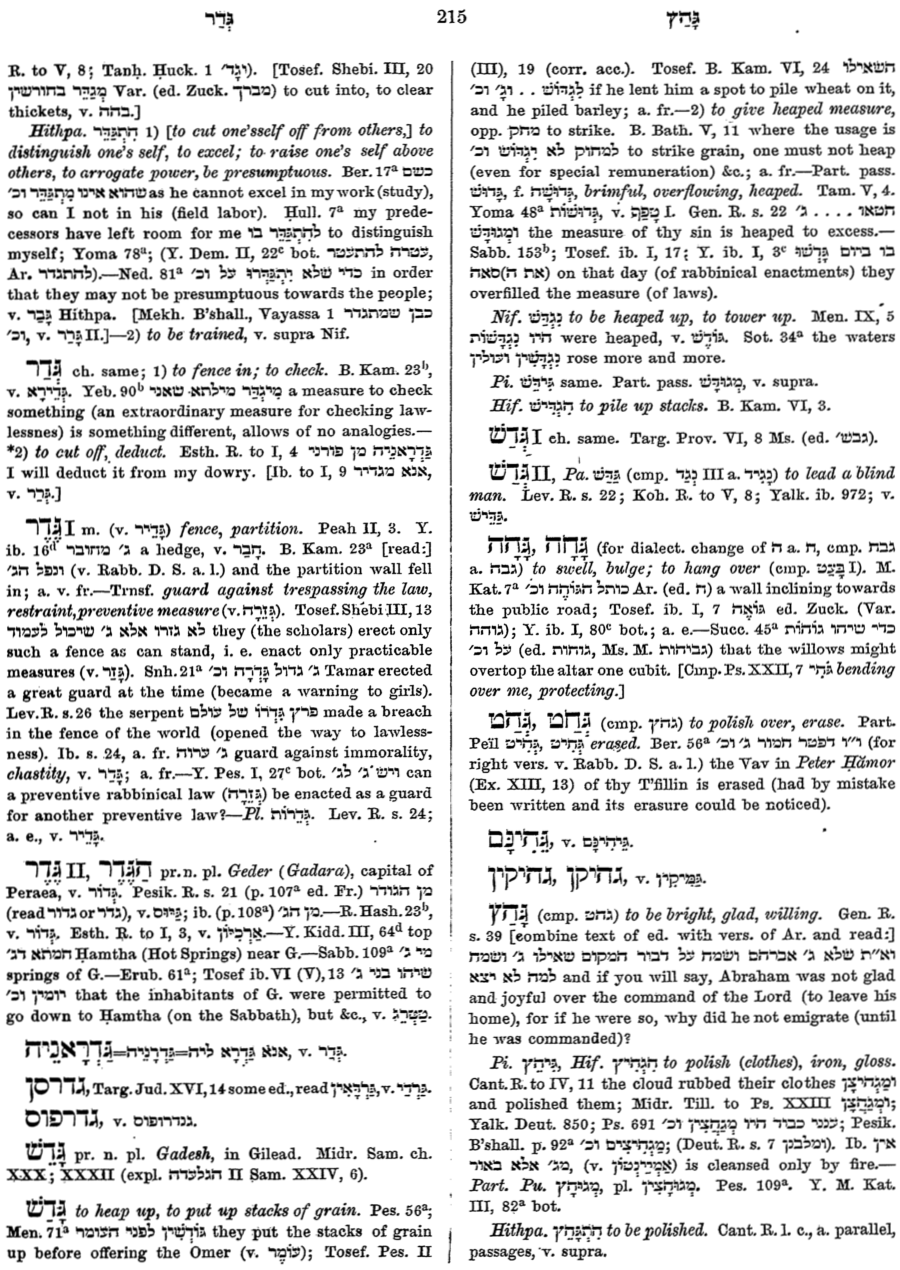 גְּדַר 215 גָּהַץ
R. to V, 8; Tanḥ. Ḥuck. 1 וגד׳). [Tosef. Shebi. III, 20
מְגַדֵּר בחורשין Var. (ed. Zuck. מברך) to cut into, to clear
thickets, v. בהה.]
Hithpa. הִתְגַּדֵּר 1) [to cut one'sself off from others,] to
distinguish one's self, to excel; to raise one's self above
others, to arrogate power, be presumptuous. Ber. 17ᵃ כשם
שהוא אינו מִתְגַּדֵּר וכ׳ as he cannot excel in my work (study),
so can I not in his (field labor). Ḥull. 7ᵃ my prede-
cessors have left room for me לְהִתְגַּדֵּר בו to distinguish
myself; Yoma 78ᵃ; (Y. Dem. II, 22ᶜ bot. עטרה להתעטר,
Ar. להתגדר).—Ned. 81ᵃ כדי שלא יִתְגַּדְּרוּ על וכ׳ in order
that they may not be presumptuous towards the people;
v. גָּבַר Hithpa. [Mekh. B'shall., Vayassa 1 כבן שמתגדר
וכ׳, v. גָּרַר II.]—2) to be trained, v. supra Nif.
גְּדַר ch. same; 1) to fence in; to check. B. Kam. 23ᵇ,
v. גְּדֵירָא. Yeb. 90ᵇ מִיגְדַּר מילתא שאני a measure to check
something (an extraordinary measure for checking law-
lessnes) is something different, allows of no analogies.—
*2) to cut off, deduct. Esth. R. to I, 4 גַּדְרָאנֵיה מן פורני
I will deduct it from my dowry. [Ib. to I, 9 אנא מגדיר,
v. גְּרַר.]
גָּדֵר I m. (v. גָּדֵיר) fence, partition. Peah II, 3. Y.
ib. 16ᵈ ג׳ מחובר a hedge, v. חָבַר. B. Kam. 23ᵃ [read:]
ונפל הג׳ (v. Rabb. D. S. a. l.) and the partition wall fell
in; a. v. fr.—Trnsf. guard against trespassing the law,
restraint, preventive measure (v. גְּזֵרָה). Tosef. Shebi III, 13
לא גזרו אלא ג׳ שיכול לעמוד they (the scholars) erect only
such a fence as can stand, i. e. enact only practicable
measures (v. גָּזַר). Snh. 21ᵃ ג׳ גדול גָּדְרָה וכ׳ Tamar erected
a great guard at the time (became a warning to girls).
Lev. R. s. 26 the serpent פרץ גְּדֵרוֹ של עולם made a breach
in the fence of the world (opened the way to lawless-
ness). Ib. s. 24, a. fr. ג׳ ערוה guard against immorality,
chastity, v. גָּדַר; a. fr.—Y. Pes. I, 27ᶜ bot. ויש ג׳ לג׳ can
a preventive rabbinical law (גְּזֵרָה) be enacted as a guard
for another preventive law?—Pl. גְּדֵרוֹת. Lev. R. s. 24;
a. e., v. גָּדֵיר.
גֶּדֶר II, הַגֶּדֶר pr. n. pl. Geder (Gadara), capital of
Peraea, v. גְּדוֹר. Pesik. R. s. 21 (p. 107ᵃ ed. Fr.) מן הגודר
(read גדור or גדר), v. גַּיּוּס; ib. (p. 108ᵃ) מן הג׳.—R. Hash. 23ᵇ,
v. גְּדוֹר. Esth. R. to I, 3, v. אַרְכֵיוֹן.—Y. Kidd. III, 64ᵈ top
חמתא דג׳ Ḥamtha (Hot Springs) near G.—Sabb. 109ᵃ מי ג׳
springs of G.—Erub. 61ᵃ; Tosef ib. VI (V), 13 שיהו בני ג׳
יומין וכ׳ that the inhabitants of G. were permitted to
go down to Ḥamtha (on the Sabbath), but &c., v. טַטְרַג.
גַּדְרָאנֵיה=גַּדְרָנֵיהּ=גָּדְרָא ליה אנא, v. גְּדַר.
גדרסן, Targ. Jud. XVI, 14 some ed., read גַּרְדָּאִין, v. גַּרְדִּי.
גדרפוס, v. גנדרופוס.
גָּדֵשׁ pr. n. pl. Gadesh, in Gilead. Midr. Sam. ch.
XXX; XXXII (expl. הגלעדה II Sam. XXIV, 6).
גָּדַשׁ to heap up, to put up stacks of grain. Pes. 56ᵃ;
Men. 71ᵃ גּוֹדְשִׁין לפני העומר they put the stacks of grain
up before offering the Omer (v. עוֹמֶר); Tosef. Pes. II
(III), 19 (corr. acc.). Tosef. B. Kam. VI, 24 השאילו
לִגְדּוֹשׁ . . וגָ׳ וכ׳ if he lent him a spot to pile wheat on it,
and he piled barley; a. fr.—2) to give heaped measure,
opp. מחק to strike. B. Bath. V, 11 where the usage is
למחוק לא יִגְדּוֹשׁ וכ׳ to strike grain, one must not heap
(even for special remuneration) &c.; a. fr.—Part. pass.
גָּדוּשׁ, f. גְּדוּשָׁה, brimful, overflowing, heaped. Tam. V, 4.
Yoma 48ᵃ גְּדוּשׁוֹת, v. טָפַף I. Gen. R. s. 22 חטאו . . . . ג׳
ומגודש the measure of thy sin is heaped to excess.—
Sabb. 153ᵇ; Tosef. ib. I, 17; Y. ib. I, 3ᶜ בו ביום גָּדְשׁוּ
סאה(את ה) on that day (of rabbinical enactments) they
overfilled the measure (of laws).
Nif. נִגְדַּשׁ to be heaped up, to tower up. Men. IX, 5
היו נִגְדָּשׁוֹת were heaped, v. גּוֹדֶשׁ. Sot. 34ᵃ the waters
נִגְדָּשִׁין ועולין rose more and more.
Pi. גִּידֵּשׁ same. Part. pass. מְגוּדָּשׁ, v. supra.
Hif. הִגְדִּישׁ to pile up stacks. B. Kam. VI, 3.
גְּדַשׁ I ch. same. Targ. Prov. VI, 8 Ms. (ed. גבש׳).
גְּדַשׁ II, Pa. גַּדֵּשׁ (cmp. נְגַד III a. נָגִיד) to lead a blind
man. Lev. R. s. 22; Koh. R. to V, 8; Yalk. ib. 972; v.
גַּדִּישׁ.
גָּהָה, גָּחָה (for dialect. change of ה a. ח, cmp. גבח
a. גבה) to swell, bulge; to hang over (cmp. בָּעַט I). M.
Kat. 7ᵃ כותל הגּוֹהֶה וכ׳ Ar. (ed. ח) a wall inclining towards
the public road; Tosef. ib. I, 7 גּוֹאָה ed. Zuck. (Var.
גוהה); Y. ib. I, 80ᶜ bot.; a. e.—Succ. 45ᵃ כדי שיהו גוחות
על וכ׳ (ed. גוהות, Ms. M. גבוהות) that the willows might
overtop the altar one cubit. [Cmp. Ps. XXII, 7 גֹּחִי bending
over me, protecting.]
גָּהַט, גָּחַט (cmp. גהץ) to polish over, erase. Part.
Peïl גְּהִיט, גְּחִיט erased. Ber. 56ᵃ וי״ו דפטר חמור ג׳ וכ׳ (for
right vers. v. Rabb. D. S. a. l.) the Vav in Peter Ḥămor
(Ex. XIII, 13) of thy T'fillin is erased (had by mistake
been written and its erasure could be noticed).
גֵּהִינָּם, v. גֵּיהִינָּם.
גהיקן, גהיקין, v. גַּמִּיקִין.
גָּהַץ (cmp. גהט) to be bright, glad, willing. Gen. R.
s. 39 [eombine text of ed. with vers. of Ar. and read:]
וא״ת שלא ג׳ אברהם ושמח על דבר המקום שאילו ג׳ ושמח
למה לא יצא and if you will say, Abraham was not glad
and joyful over the command of the Lord (to leave his
home), for if he were so, why did he not emigrate (until
he was commanded)?
Pi. גִּיהֵץ, Hif. הִגְהִיץ to polish (clothes), iron, gloss.
Cant. R. to IV, 11 the cloud rubbed their clothes ומַגְהִיצָן
and polished them; Midr. Till. to Ps. XXIII וּמְגַהֲצָן;
Yalk. Deut. 850; Ps. 691 ענני כבוד היו מְגַהֲצִין וכ׳; Pesik.
B'shall. p. 92ᵃ מַגְהִיצִים וכ׳; (Deut. R. s. 7 ומלבנן). Ib. אין
מג׳ אלא באור, (v. אַמְיַינְטוֹן) is cleansed only by fire.—
Part. Pu. מְגוּהָץ, pl. מְגוּהָצִין. Pes. 109ᵃ. Y. M. Kat.
III, 82ᵃ bot.
Hithpa. הִתְגַּהֵץ to be polished. Cant. R. l. c., a. parallel,
passages, v. supra.